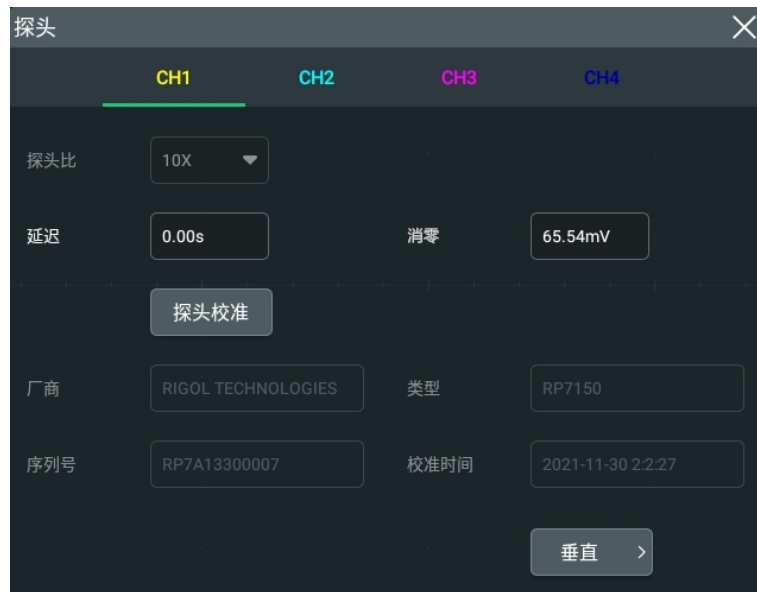 探头
CH1 CH2 CH3 CH4
探头比 10X
延迟 0.00s 消零 65.54mV
探头校准
厂商 RIGOL TECHNOLOGIES 类型 RP7150
序列号 RP7A13300007 校准时间 2021-11-30 2:2:27
垂直